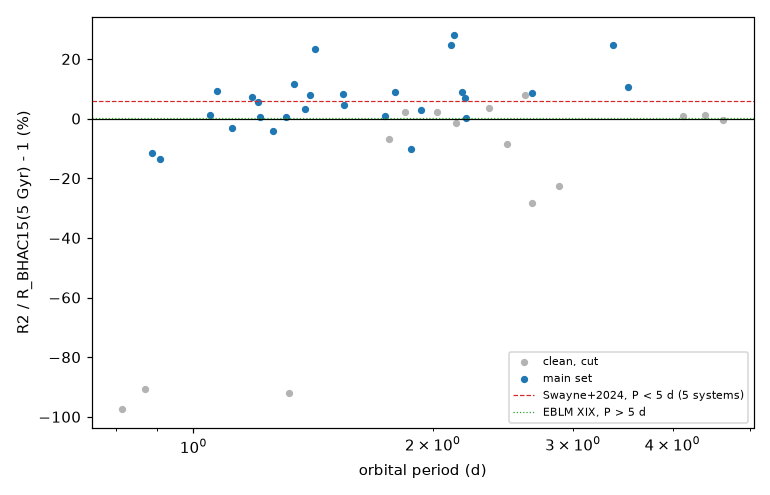 20
0
−20
−40
−60
−80
−100
R2 / R_BHAC15(5 Gyr) - 1 (%)
clean, cut
main set
Swayne+2024, P < 5 d (5 systems)
EBLM XIX, P > 5 d
10⁰
2 × 10⁰
3 × 10⁰
4 × 10⁰
orbital period (d)